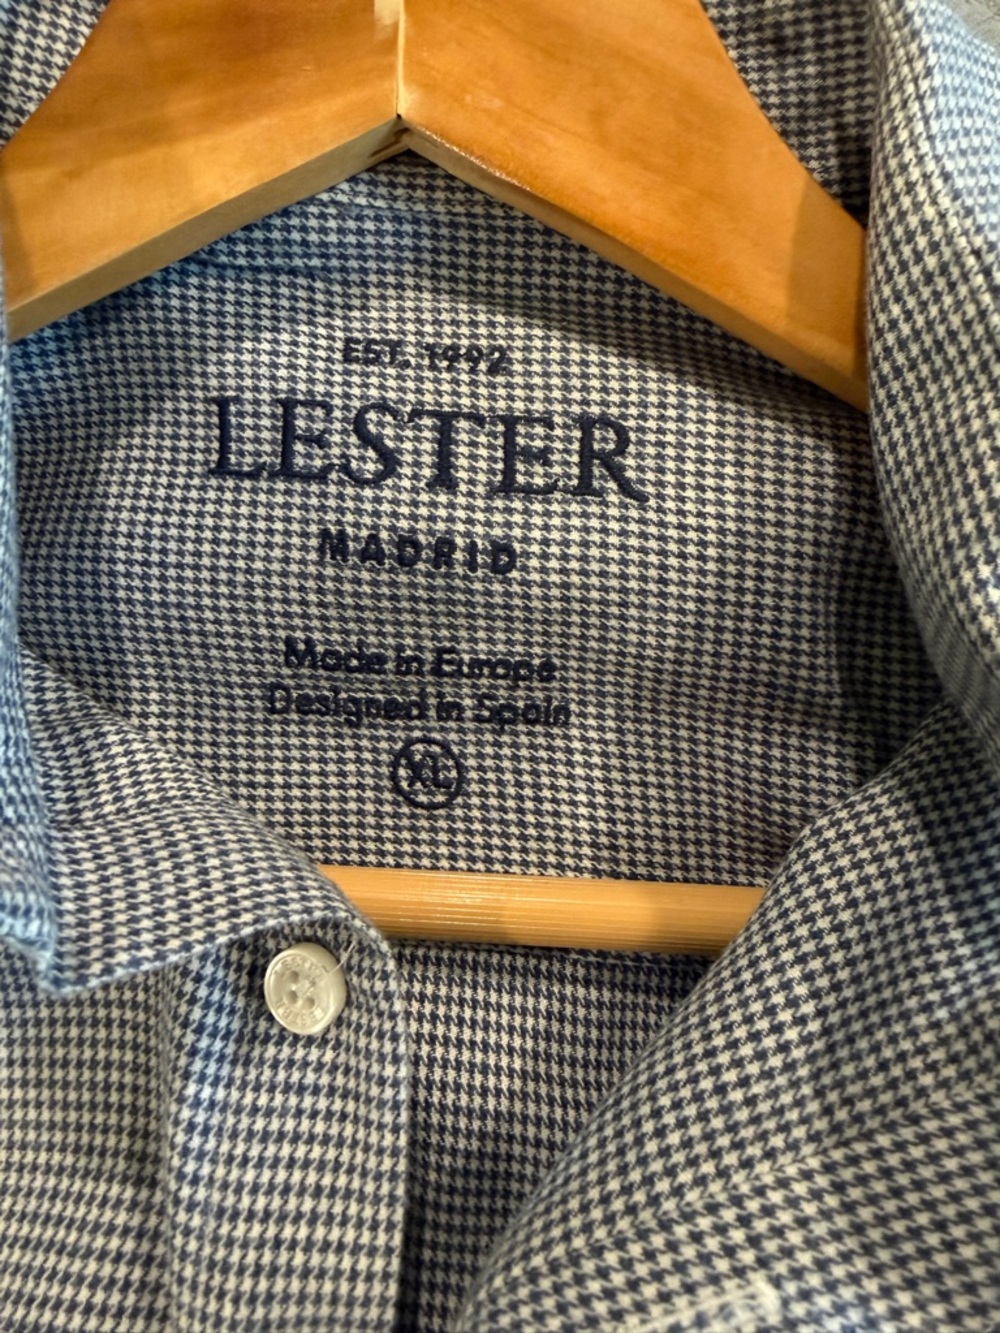 EST. 1992
LESTER
MADRID
Made in Europe
Designed in Spain
XL